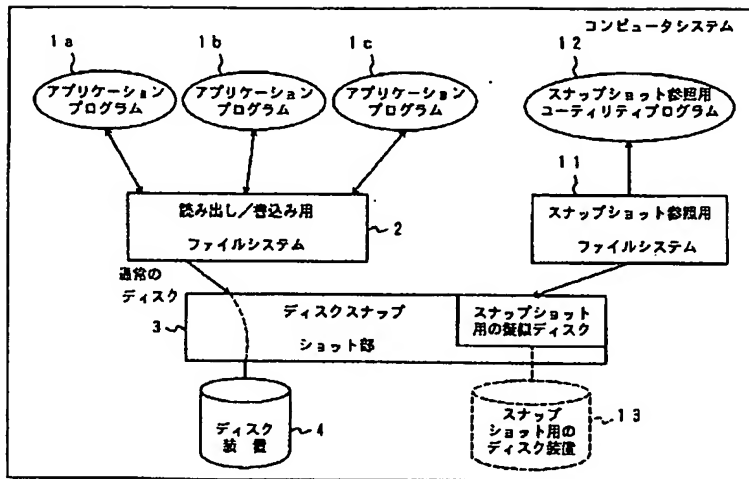 コンピュータシステム
1a
1b
1c
12
アプリケーション
プログラム
アプリケーション
プログラム
アプリケーション
プログラム
スナップショット参照用
ユーティリティプログラム
11
読み出し/書込み用
ファイルシステム
2
スナップショット参照用
ファイルシステム
通常の
ディスク
3
ディスクスナップ
ショット部
スナップショット
用の擬似ディスク
ディスク
装 置
4
スナップ
ショット用の
ディスク装置
13